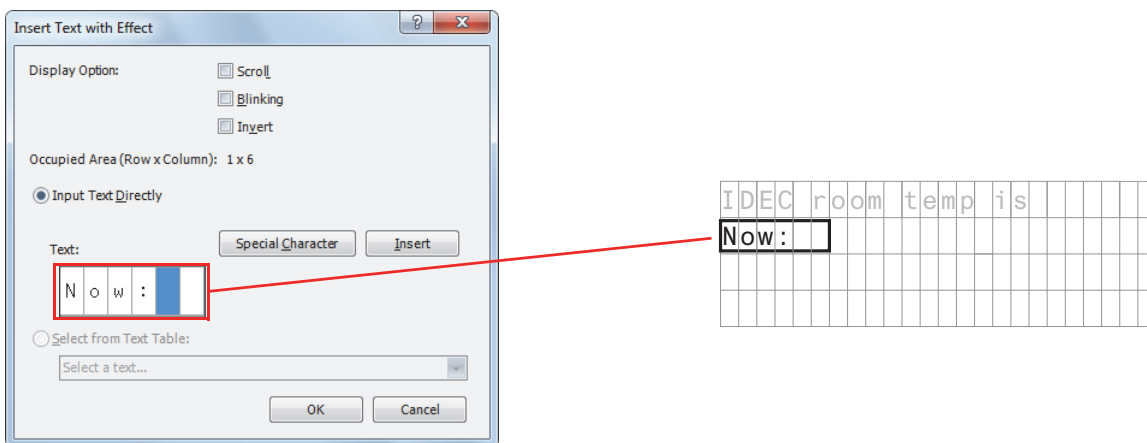 Insert Text with Effect
Display Option:
Scroll
Blinking
Invert
Occupied Area (Row x Column): 1 x 6
Input Text Directly
Text:
Special Character
Insert
Now:
Select from Text Table:
Select a text...
OK
Cancel
IDEC room temp is
Now: